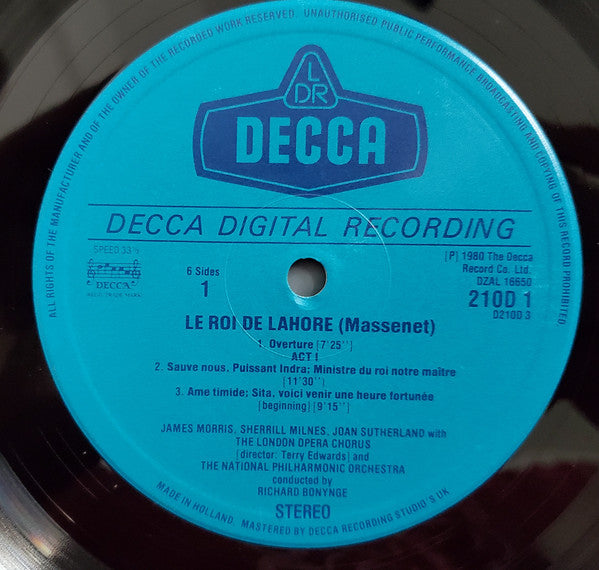 ALL RIGHTS OF THE MANUFACTURER AND OF THE OWNER OF THE RECORDED WORK RESERVED. UNAUTHORISED PUBLIC PERFORMANCE, BROADCASTING AND COPYING OF THIS RECORD PROHIBITED.
L
DR
DECCA
DECCA DIGITAL RECORDING
SPEED 33⅓
DECCA
REGD. TRADE MARK
6 Sides
1
[P] 1980 The Decca
Record Co. Ltd.
DZAL 16650
210D 1
D210D 3
LE ROI DE LAHORE (Massenet)
1. Overture [7'25'']
ACT I
2. Sauve nous, Puissant Indra; Ministre du roi notre maître
[11'30'']
3. Ame timide; Sita, voici venir une heure fortunée
[beginning] [9'15'']
JAMES MORRIS, SHERRILL MILNES, JOAN SUTHERLAND with
THE LONDON OPERA CHORUS
[director: Terry Edwards] and
THE NATIONAL PHILHARMONIC ORCHESTRA
conducted by
RICHARD BONYNGE
STEREO
MADE IN HOLLAND. MASTERED BY DECCA RECORDING STUDIO'S UK